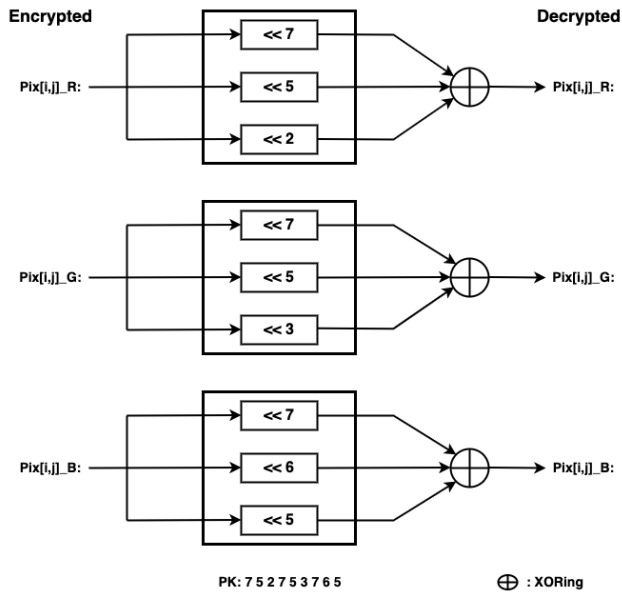 Encrypted Decrypted
<< 7
Pix[i,j]_R: << 5 Pix[i,j]_R:
<< 2
<< 7
Pix[i,j]_G: << 5 Pix[i,j]_G:
<< 3
<< 7
Pix[i,j]_B: << 6 Pix[i,j]_B:
<< 5
PK: 7 5 2 7 5 3 7 6 5 ⊕ : XORing